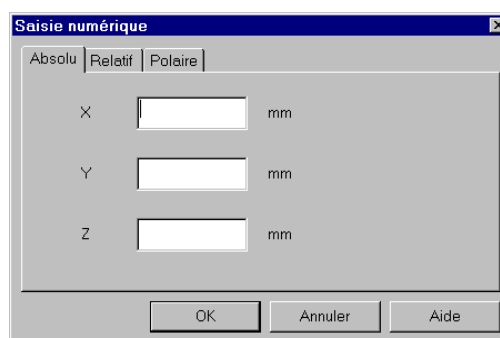 Saisie numérique
Absolu Relatif Polaire
X mm
Y mm
Z mm
OK Annuler Aide